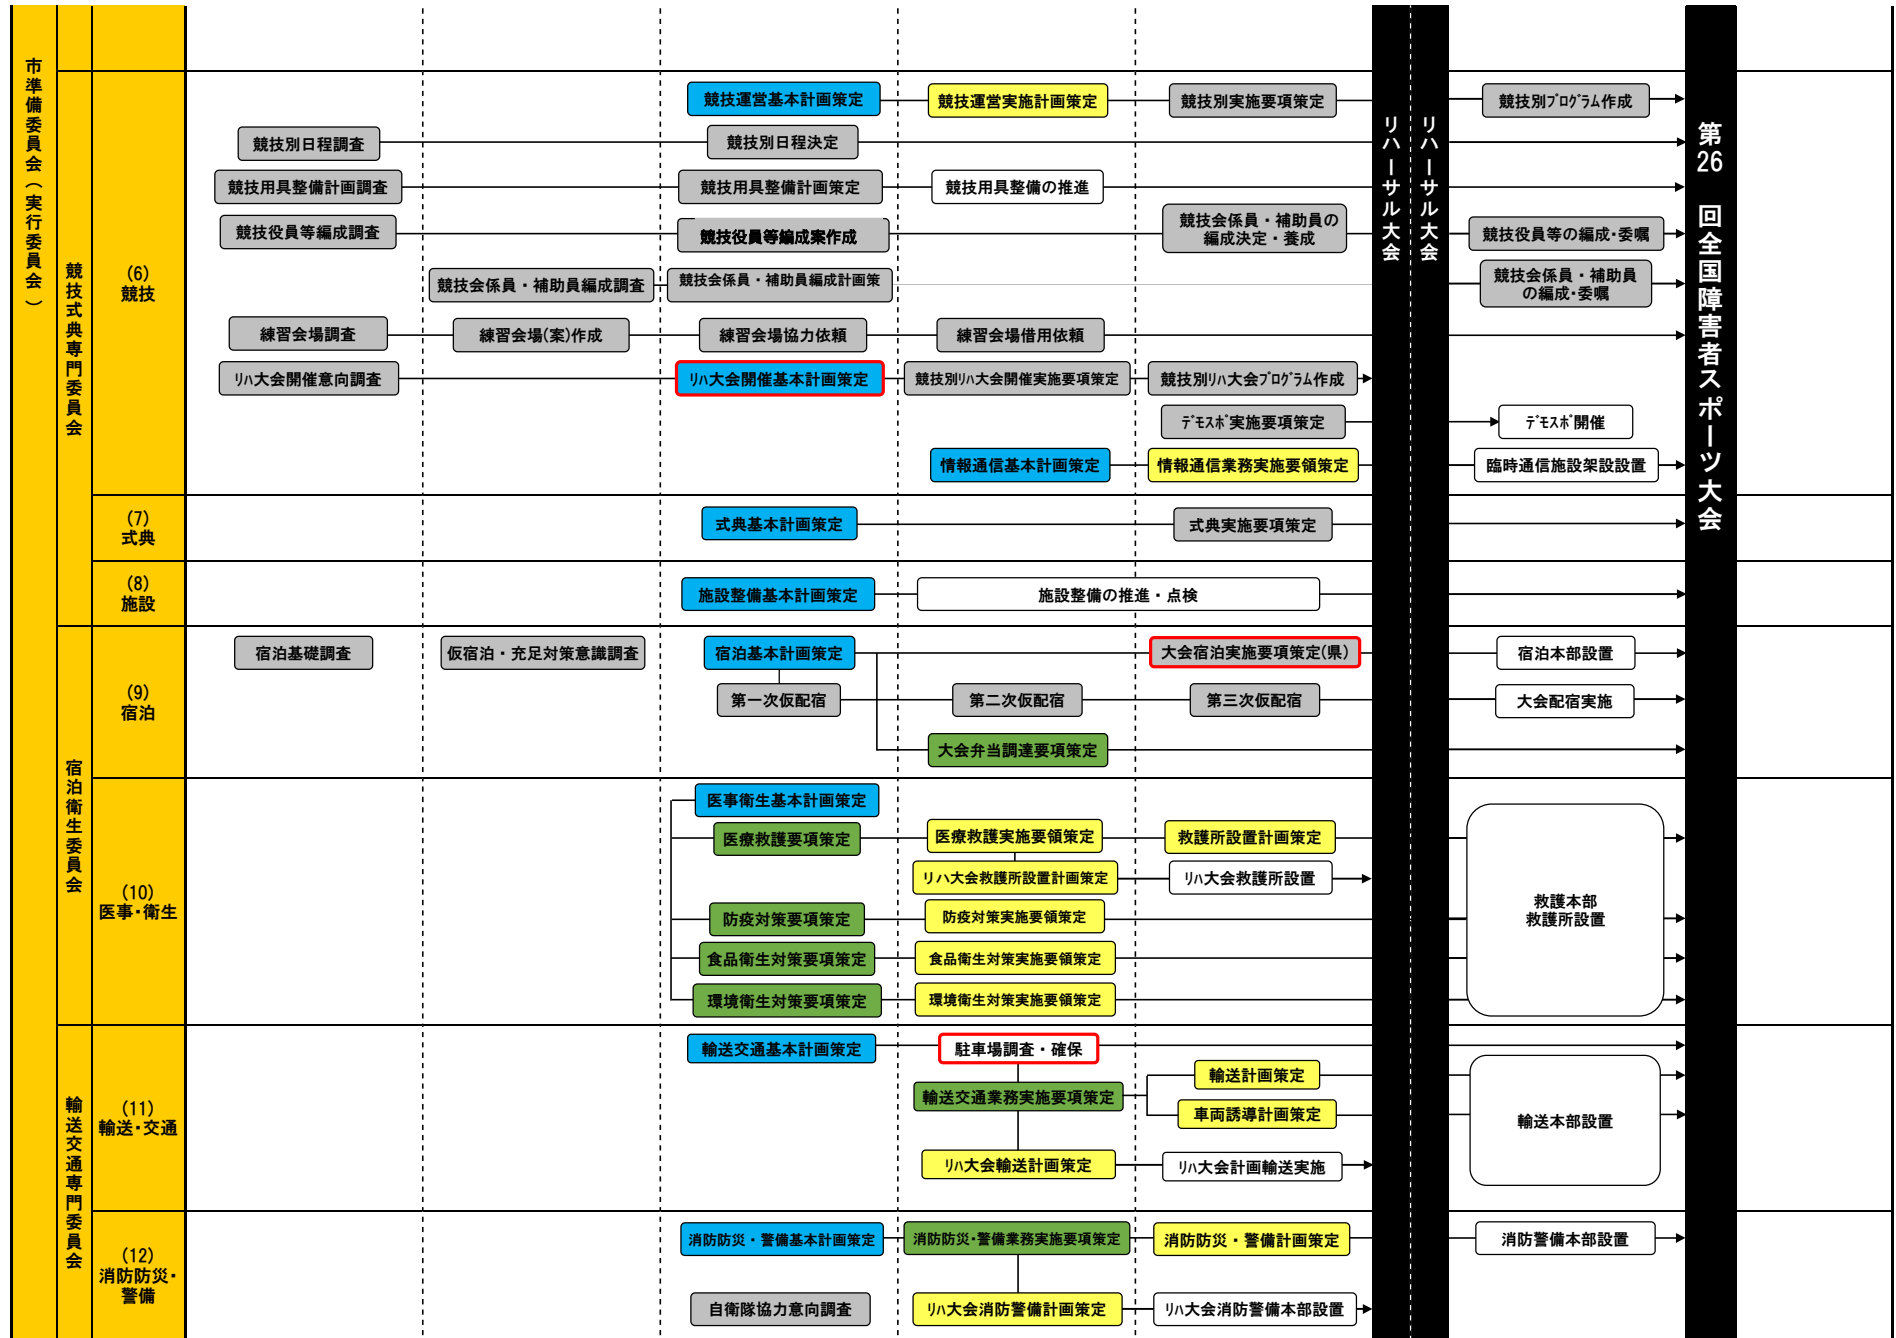 市準備委員会（実行委員会）
競技式典専門委員会
(6)
競技
競技運営基本計画策定
競技運営実施計画策定
競技別実施要項策定
競技別ﾌﾟﾛｸﾞﾗﾑ作成
競技別日程調査
競技別日程決定
競技用具整備計画調査
競技用具整備計画策定
競技用具整備の推進
競技役員等編成調査
競技役員等編成案作成
競技会係員・補助員の
編成決定・養成
競技役員等の編成・委嘱
競技会係員・補助員編成調査
競技会係員・補助員編成計画策
競技会係員・補助員
の編成・委嘱
練習会場調査
練習会場(案)作成
練習会場協力依頼
練習会場借用依頼
ﾘﾊ大会開催意向調査
ﾘﾊ大会開催基本計画策定
競技別ﾘﾊ大会開催実施要項策定
競技別ﾘﾊ大会ﾌﾟﾛｸﾞﾗﾑ作成
ﾃﾞﾓｽﾎﾟ実施要項策定
ﾃﾞﾓｽﾎﾟ開催
情報通信基本計画策定
情報通信業務実施要領策定
臨時通信施設架設設置
(7)
式典
式典基本計画策定
式典実施要項策定
(8)
施設
施設整備基本計画策定
施設整備の推進・点検
宿泊衛生委員会
(9)
宿泊
宿泊基礎調査
仮宿泊・充足対策意識調査
宿泊基本計画策定
大会宿泊実施要項策定(県)
宿泊本部設置
第一次仮配宿
第二次仮配宿
第三次仮配宿
大会配宿実施
大会弁当調達要項策定
(10)
医事・衛生
医事衛生基本計画策定
医療救護要項策定
医療救護実施要領策定
救護所設置計画策定
リハ大会救護所設置計画策定
ﾘﾊ大会救護所設置
防疫対策要項策定
防疫対策実施要領策定
食品衛生対策要項策定
食品衛生対策実施要領策定
環境衛生対策要項策定
環境衛生対策実施要領策定
救護本部
救護所設置
輸送交通専門委員会
(11)
輸送・交通
輸送交通基本計画策定
駐車場調査・確保
輸送交通業務実施要項策定
輸送計画策定
車両誘導計画策定
ﾘﾊ大会輸送計画策定
ﾘﾊ大会計画輸送実施
輸送本部設置
(12)
消防防災・
警備
消防防災・警備基本計画策定
消防防災・警備業務実施要項策定
消防防災・警備計画策定
消防警備本部設置
自衛隊協力意向調査
ﾘﾊ大会消防警備計画策定
ﾘﾊ大会消防警備本部設置
リハーサル大会
リハーサル大会
第26回全国障害者スポーツ大会